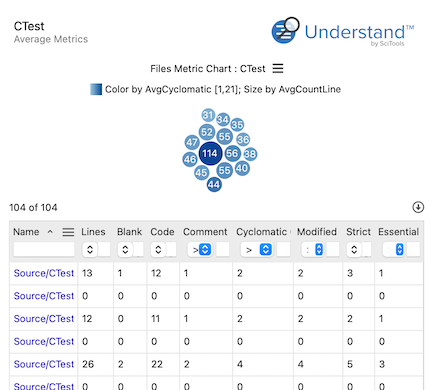 CTest
Average Metrics
Understand™
by SciTools
Files Metric Chart : CTest
Color by AvgCyclomatic [1,21]; Size by AvgCountLine
31 34 35
47 52 55 36
46 114 56 38
45 55 40
44
104 of 104
Name Lines Blank Code Comment Cyclomatic Modified Strict Essential
> > :
Source/CTest 13 1 12 1 2 2 3 1
Source/CTest 0 0 0 0 0 0 0 0
Source/CTest 12 0 11 1 2 2 2 1
Source/CTest 0 0 0 0 0 0 0 0
Source/CTest 26 2 22 2 4 4 5 3
Source/CTest 0 0 0 0 0 0 0 0